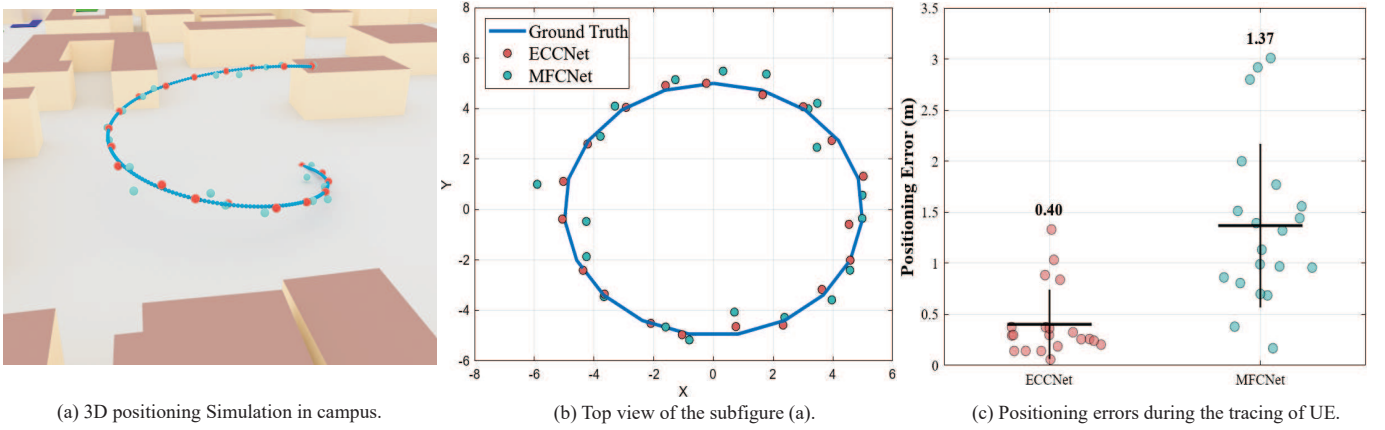 8
6
4
2
0
-2
-4
-6
Y
-8
-6
-4
-2
0
2
4
6
X
Ground Truth
ECCNet
MFCNet
3.5
3
2.5
2
1.5
1
0.5
0
Positioning Error (m)
0.40
1.37
ECCNet
MFCNet
(a) 3D positioning Simulation in campus.
(b) Top view of the subfigure (a).
(c) Positioning errors during the tracing of UE.